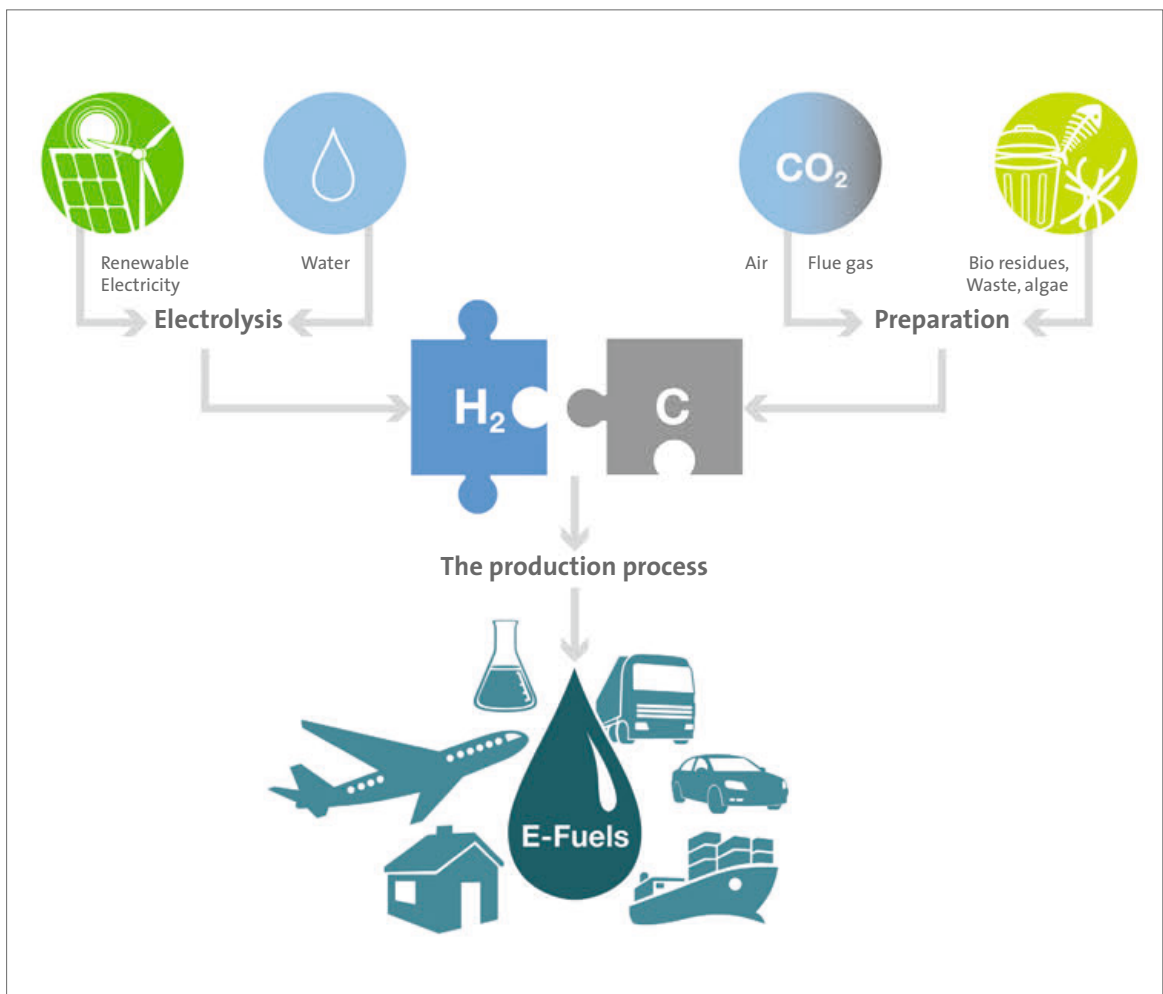 CO₂
Renewable
Electricity
Water
Air
Flue gas
Bio residues,
Waste, algae
Electrolysis
Preparation
H₂
C
The production process
E-Fuels